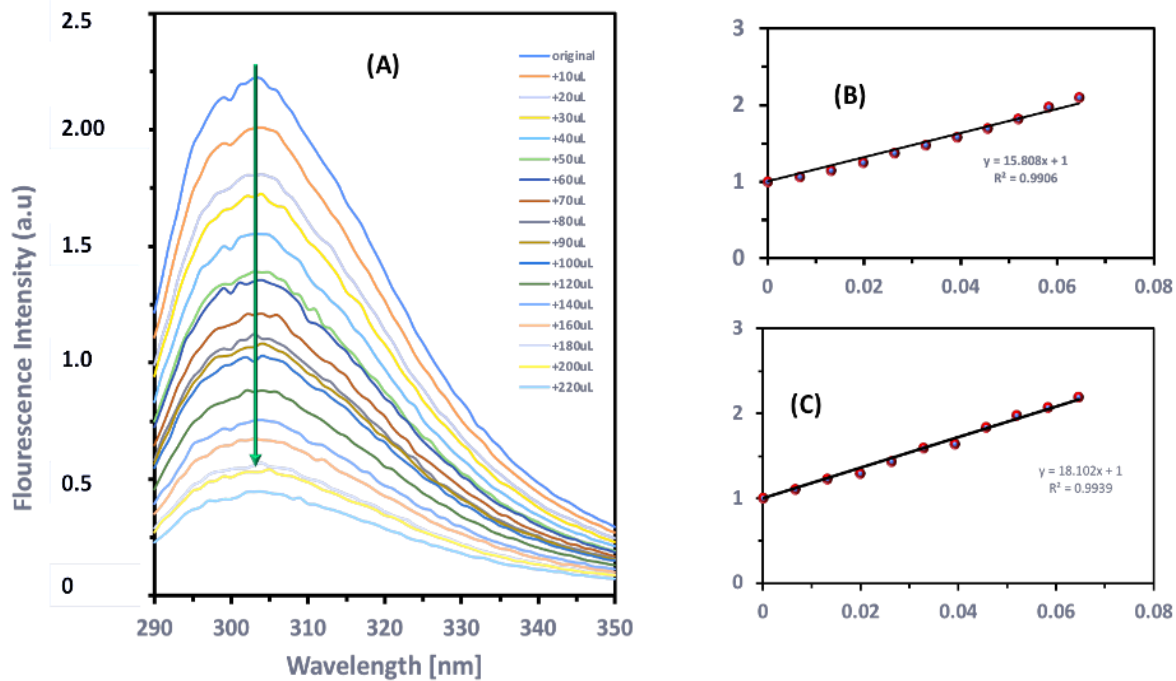 2.5
2.00
1.5
1.0
0.5
0
Flourescence Intensity (a.u)
(A)
original
+10uL
+20uL
+30uL
+40uL
+50uL
+60uL
+70uL
+80uL
+90uL
+100uL
+120uL
+140uL
+160uL
+180uL
+200uL
+220uL
290 300 310 320 330 340 350
Wavelength [nm]
3
2
1
0
(B)
y = 15.808x + 1
R² = 0.9906
0 0.02 0.04 0.06 0.08
3
2
1
0
(C)
y = 18.102x + 1
R² = 0.9939
0 0.02 0.04 0.06 0.08